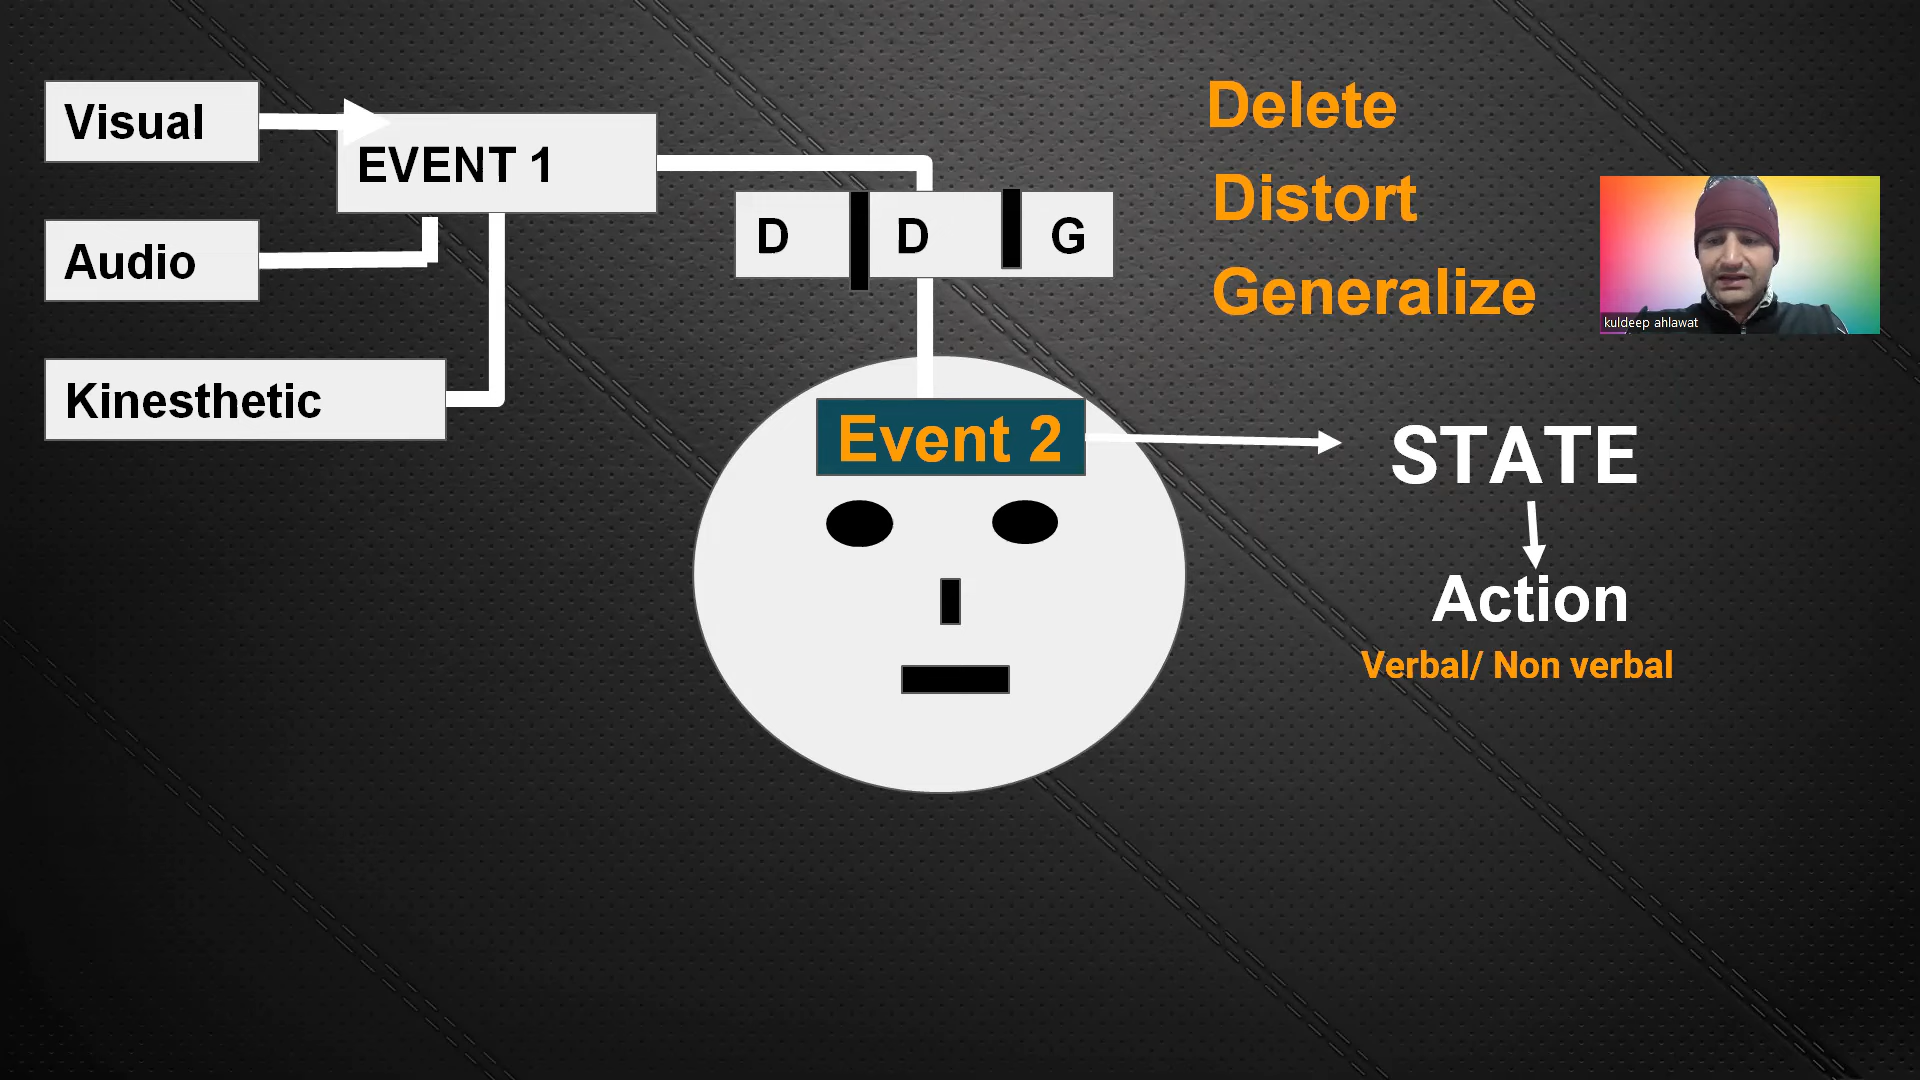 Visual
EVENT 1
Audio
Kinesthetic
D D G
Delete
Distort
Generalize
kuldeep ahlawat
Event 2
STATE
Action
Verbal/ Non verbal